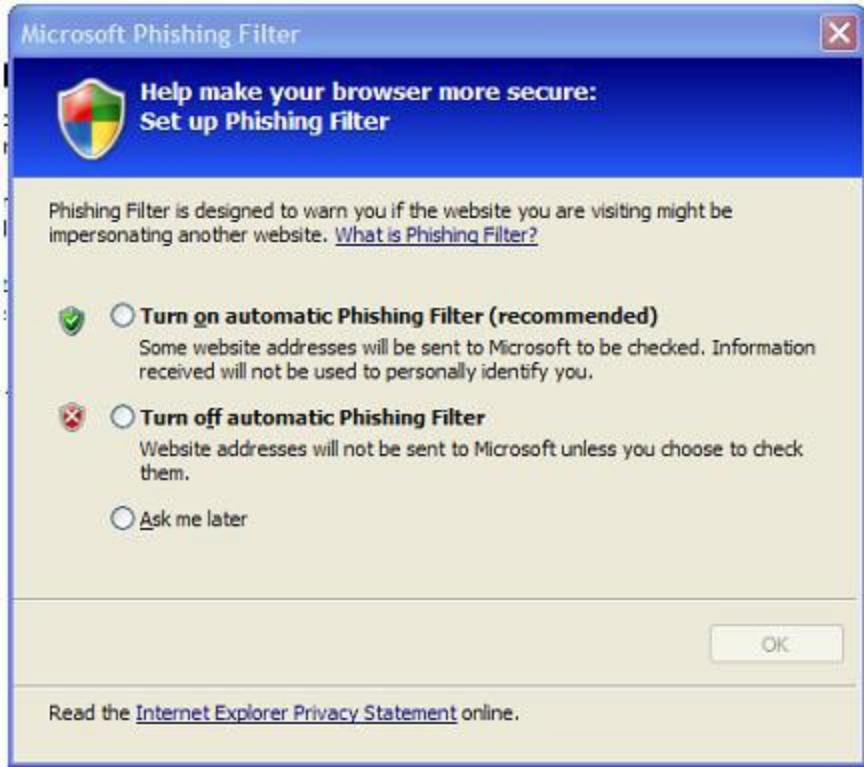 Microsoft Phishing Filter
Help make your browser more secure:
Set up Phishing Filter
Phishing Filter is designed to warn you if the website you are visiting might be
impersonating another website. What is Phishing Filter?
Turn on automatic Phishing Filter (recommended)
Some website addresses will be sent to Microsoft to be checked. Information
received will not be used to personally identify you.
Turn off automatic Phishing Filter
Website addresses will not be sent to Microsoft unless you choose to check
them.
Ask me later
OK
Read the Internet Explorer Privacy Statement online.